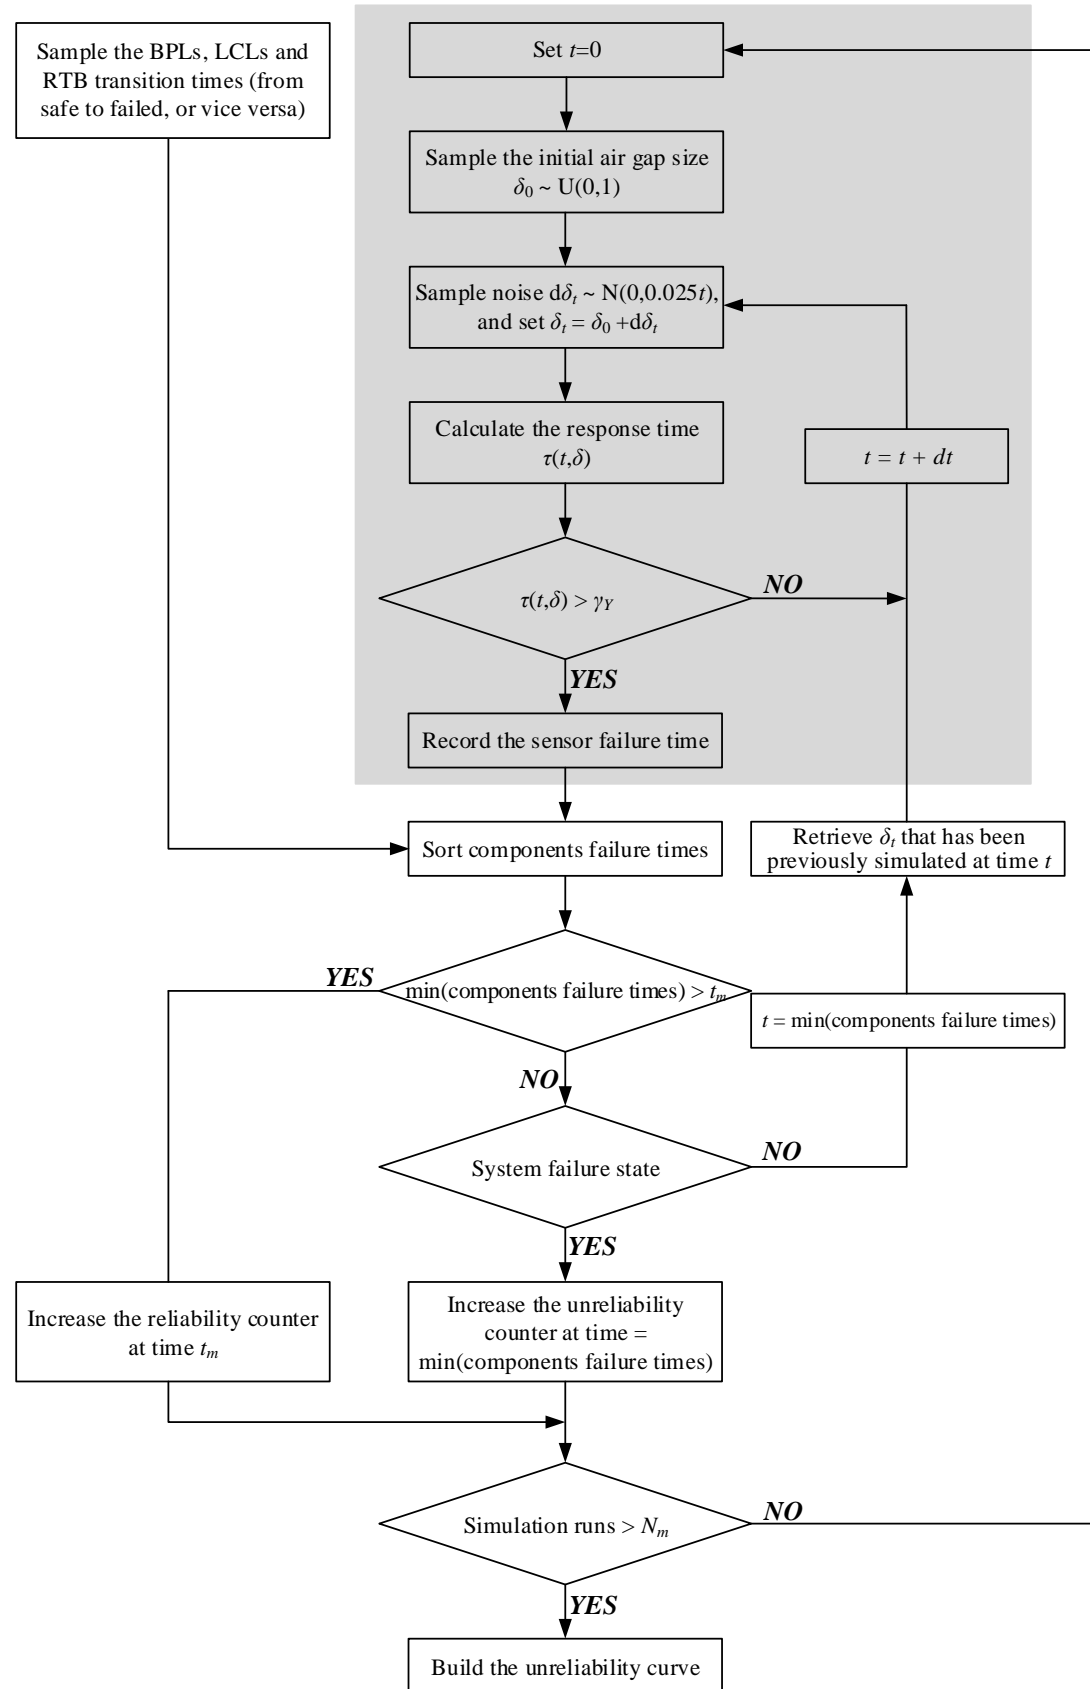 Sample the BPLs, LCLs and
RTB transition times (from
safe to failed, or vice versa)
Set t=0
Sample the initial air gap size
δ0 ~ U(0,1)
Sample noise dδt ~ N(0,0.025t),
and set δt = δ0 +dδt
Calculate the response time
τ(t,δ)
t = t + dt
τ(t,δ) > γY
NO
YES
Record the sensor failure time
Sort components failure times
Retrieve δt that has been
previously simulated at time t
YES
min(components failure times) > tm
t = min(components failure times)
NO
System failure state
NO
YES
Increase the reliability counter
at time tm
Increase the unreliability
counter at time =
min(components failure times)
Simulation runs > Nm
NO
YES
Build the unreliability curve